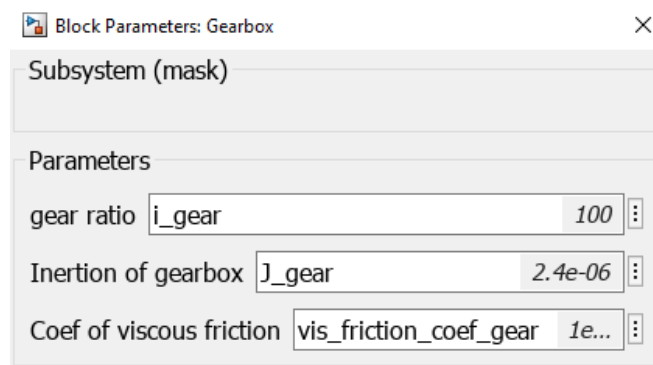 Block Parameters: Gearbox
Subsystem (mask)
Parameters
gear ratio i_gear 100
Inertion of gearbox J_gear 2.4e-06
Coef of viscous friction vis_friction_coef_gear 1e...